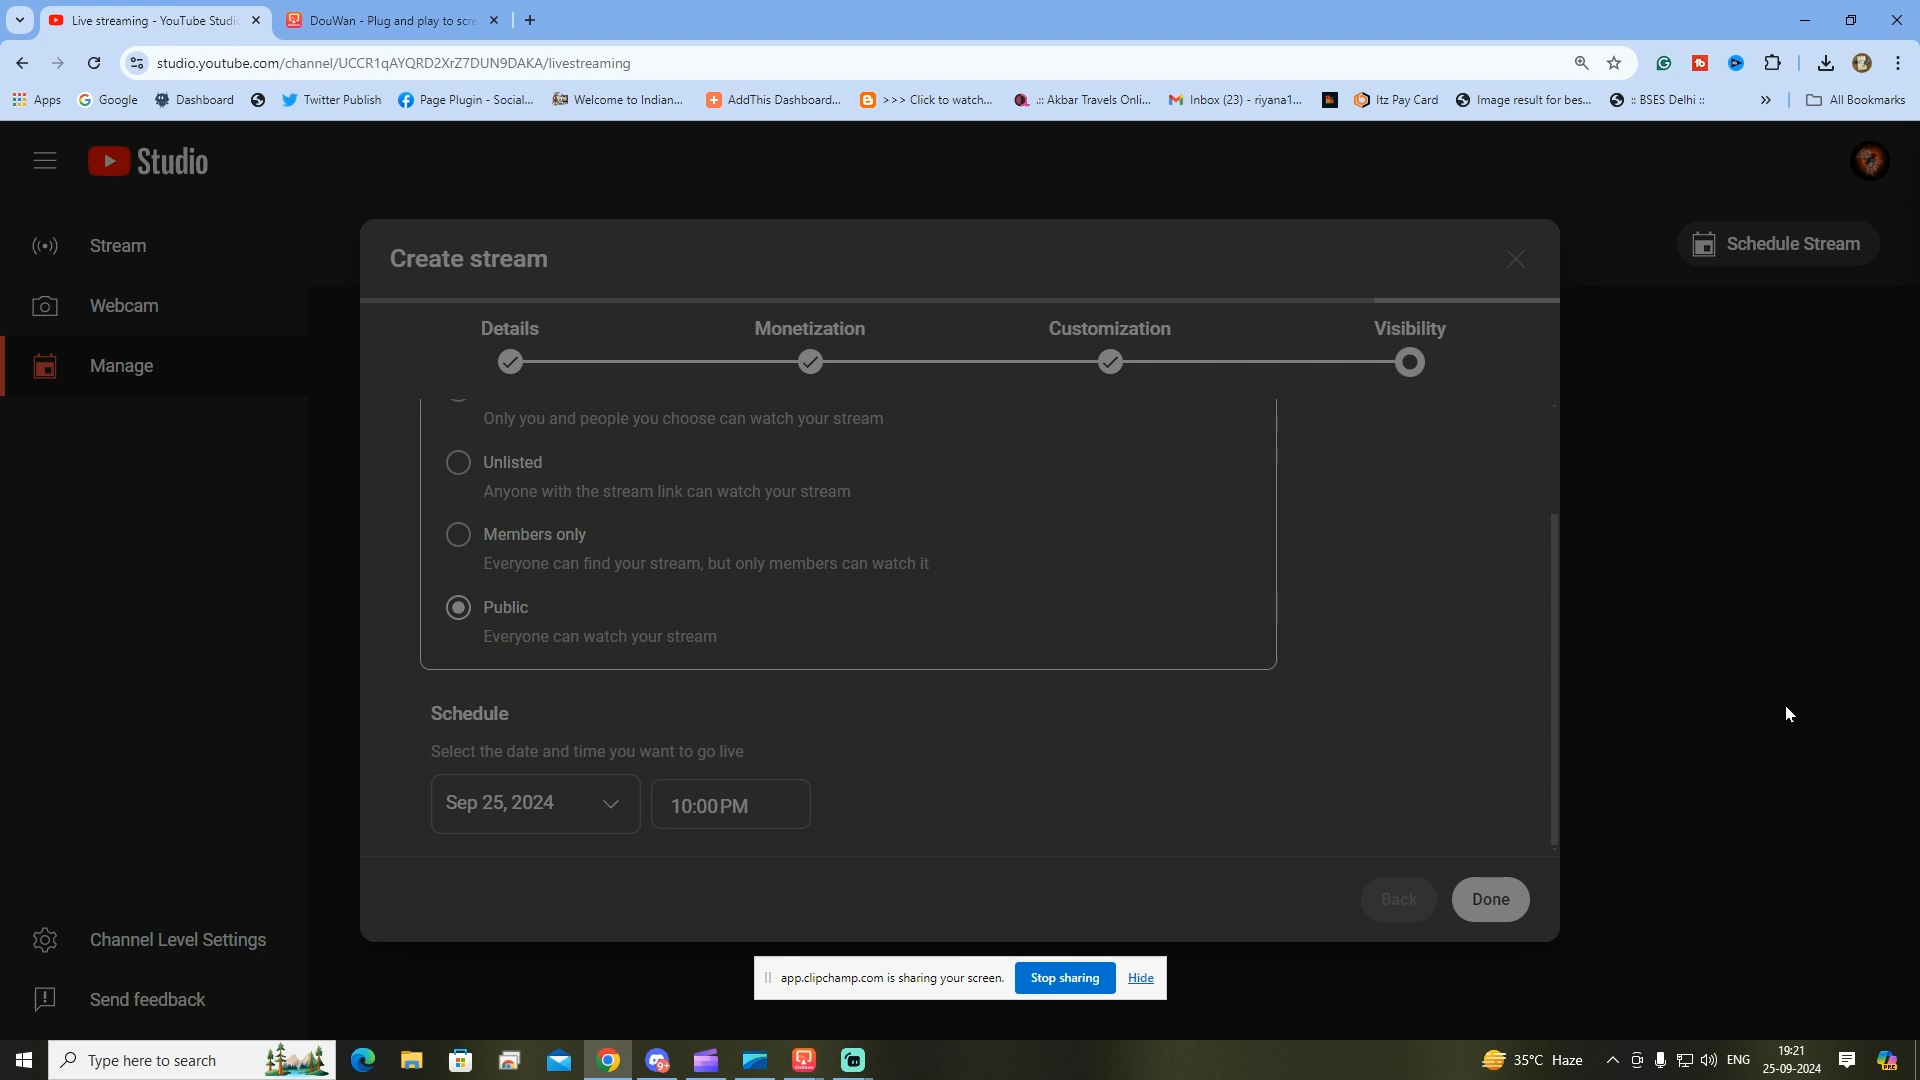 Live streaming - YouTube Studi
DouWan - Plug and play to scre
studio.youtube.com/channel/UCCR1qAYQRD2XrZ7DUN9DAKA/livestreaming
Apps
Google
Dashboard
Twitter Publish
Page Plugin - Social...
Welcome to Indian...
AddThis Dashboard...
>>> Click to watch...
.:: Akbar Travels Onli...
Inbox (23) - riyana1...
Itz Pay Card
Image result for bes...
:: BSES Delhi ::
»
All Bookmarks
Studio
Stream
Webcam
Manage
Channel Level Settings
Send feedback
Schedule Stream
Create stream
Details
Monetization
Customization
Visibility
Only you and people you choose can watch your stream
Unlisted
Anyone with the stream link can watch your stream
Members only
Everyone can find your stream, but only members can watch it
Public
Everyone can watch your stream
Schedule
Select the date and time you want to go live
Sep 25, 2024
10:00 PM
Back
Done
app.clipchamp.com is sharing your screen.
Stop sharing
Hide
Type here to search
9+
35°C Haze
ENG
19:21
25-09-2024
PRE